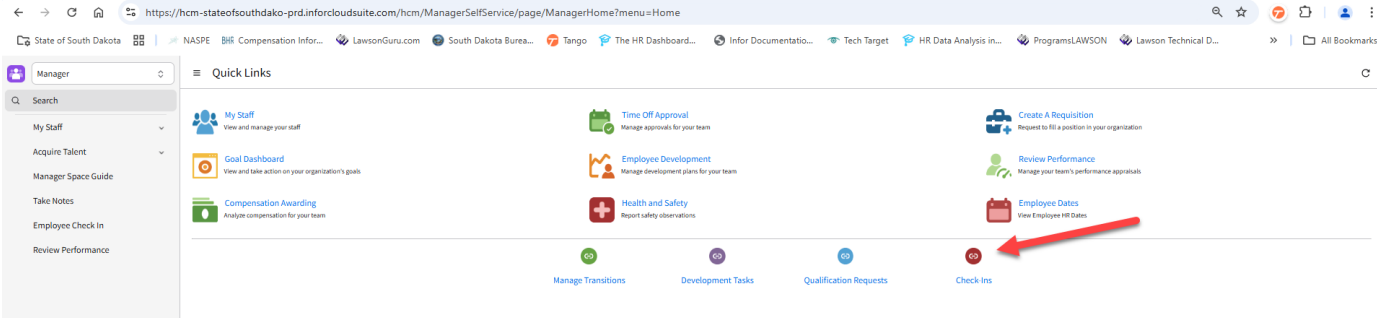 https://hcm-stateofsouthdako-prd.inforcloudsuite.com/hcm/ManagerSelfService/page/ManagerHome?menu=Home
State of South Dakota NASPE BHR Compensation Infor... LawsonGuru.com South Dakota Burea... Tango The HR Dashboard... Infor Documentatio... Tech Target HR Data Analysis in... ProgramsLAWSON Lawson Technical D... » All Bookmarks
Manager
Quick Links
Search
My Staff
Acquire Talent
Manager Space Guide
Take Notes
Employee Check In
Review Performance
My Staff
View and manage your staff
Time Off Approval
Manage approvals for your team
Create A Requisition
Request to fill a position in your organization
Goal Dashboard
View and take action on your organization's goals
Employee Development
Manage development plans for your team
Review Performance
Manage your team's performance appraisals
Compensation Awarding
Analyze compensation for your team
Health and Safety
Report safety observations
Employee Dates
View Employee HR Dates
Manage Transitions
Development Tasks
Qualification Requests
Check-Ins